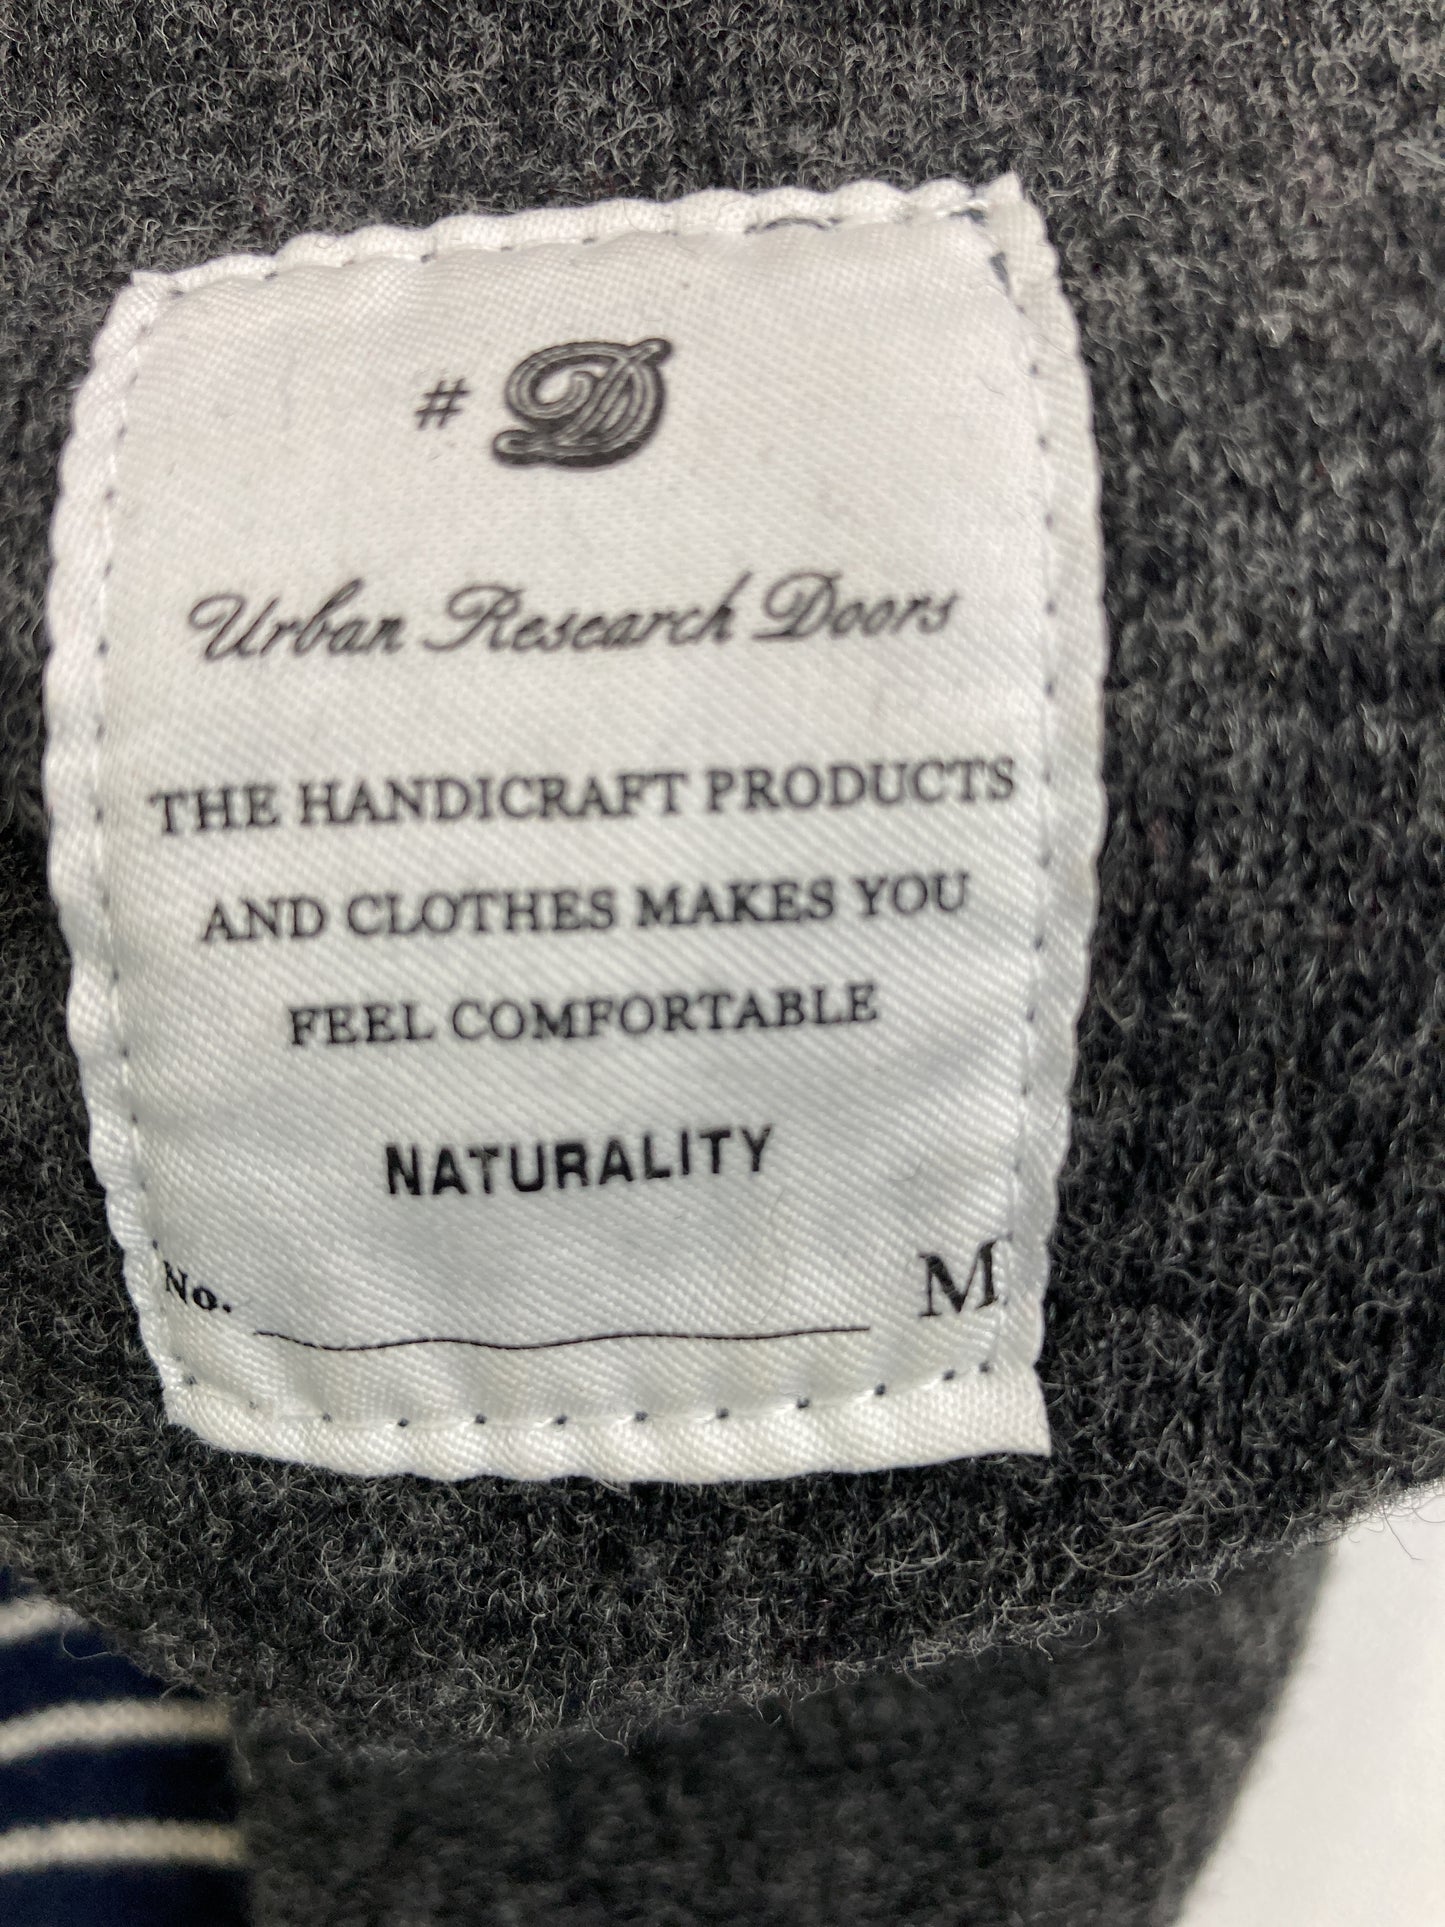 # D
Urban Research Doors
THE HANDICRAFT PRODUCTS
AND CLOTHES MAKES YOU
FEEL COMFORTABLE
NATURALITY
No. M